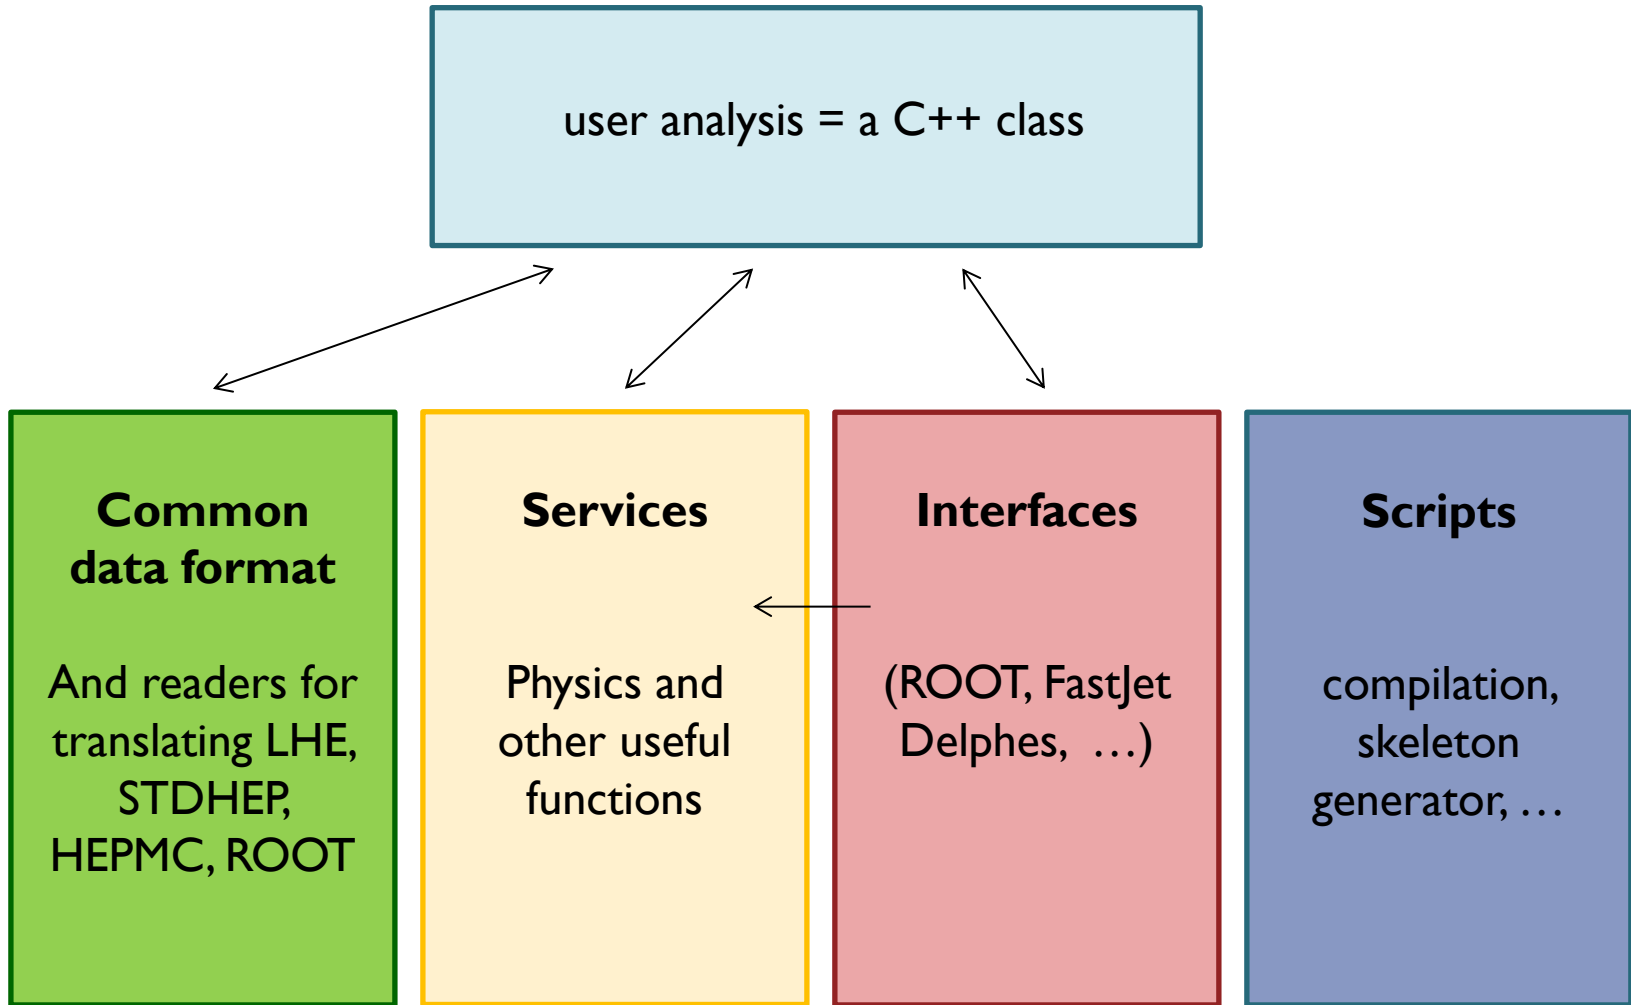 user analysis = a C++ class
Common
data format
And readers for
translating LHE,
STDHEP,
HEPMC, ROOT
Services
Physics and
other useful
functions
Interfaces
(ROOT, FastJet
Delphes, …)
Scripts
compilation,
skeleton
generator, …